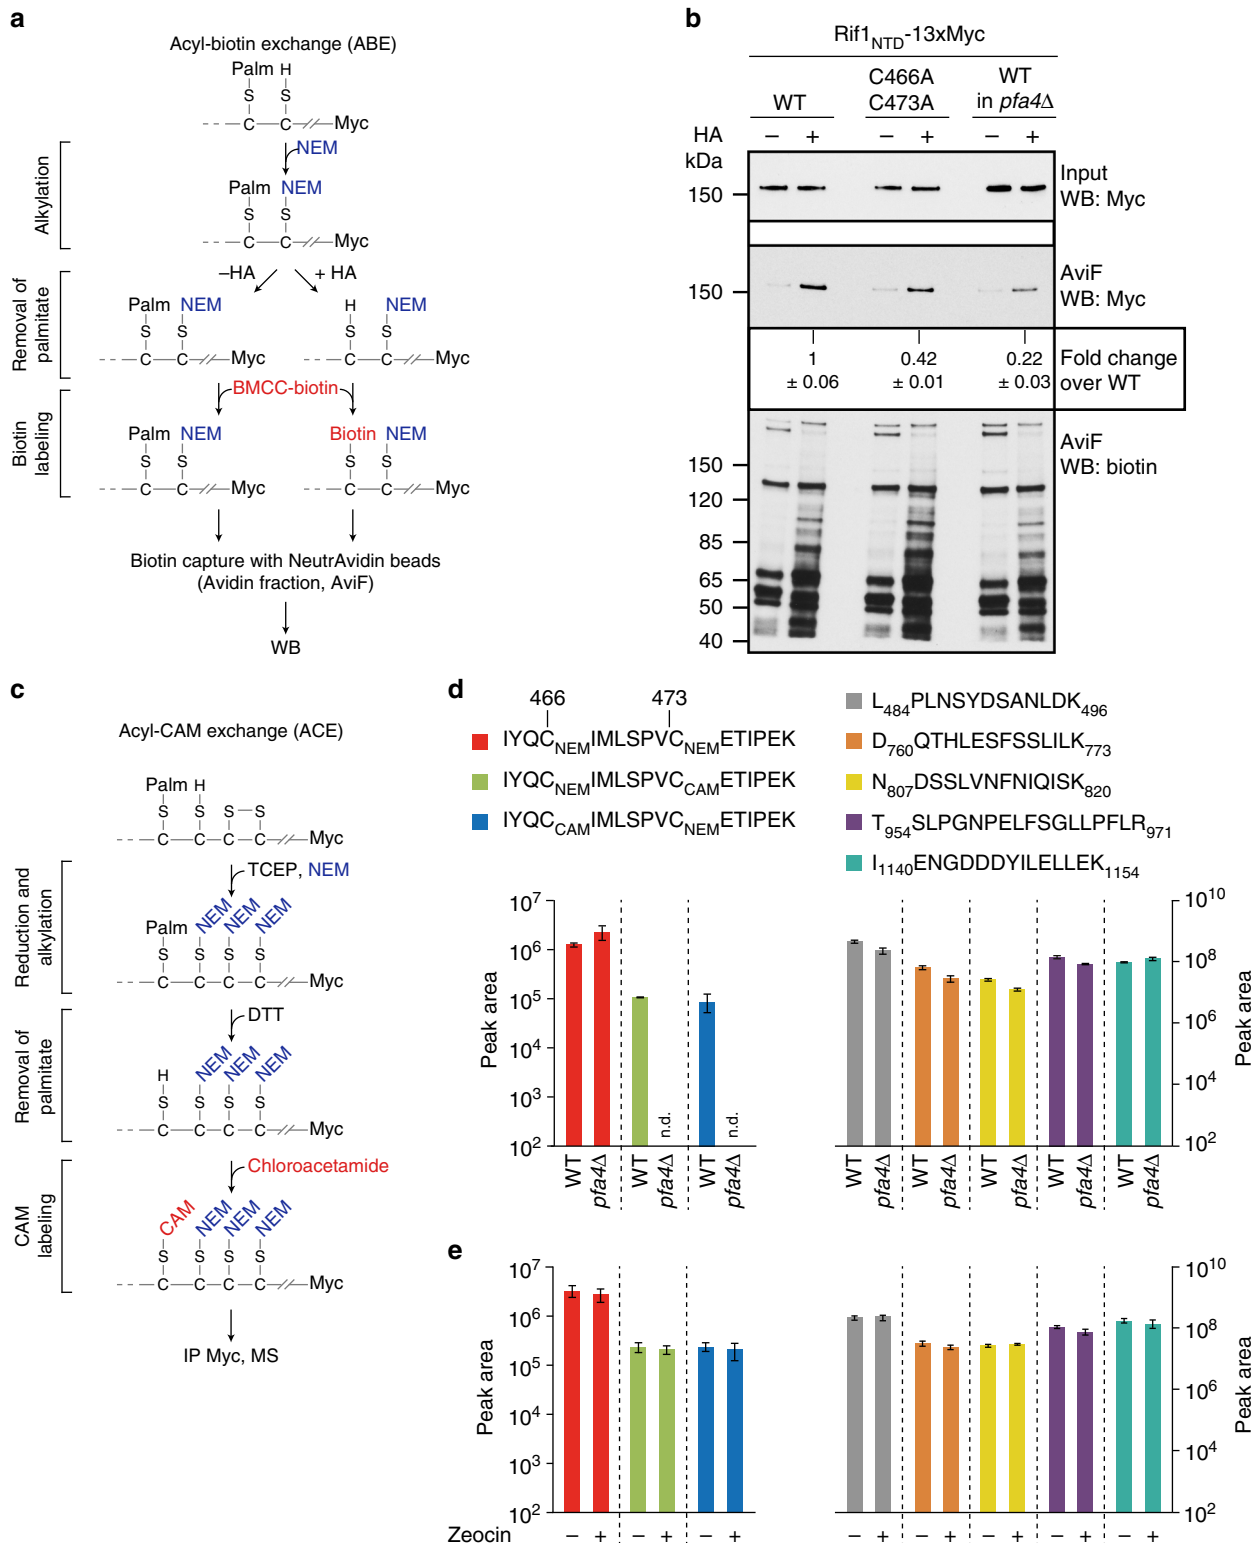 a
Acyl-biotin exchange (ABE)
Palm H
S S
C C Myc
NEM
Alkylation
Palm NEM
S S
C C Myc
–HA + HA
Removal of palmitate
Palm NEM H NEM
S S S S
C C Myc C C Myc
BMCC-biotin
Biotin labeling
Palm NEM Biotin NEM
S S S S
C C Myc C C Myc
Biotin capture with NeutrAvidin beads
(Avidin fraction, AviF)
WB
b
Rif1NTD-13xMyc
WT
C466A
C473A
WT
in pfa4Δ
HA – + – + – +
kDa
150
Input
WB: Myc
150
AviF
WB: Myc
1 0.42 0.22
± 0.06 ± 0.01 ± 0.03
Fold change
over WT
AviF
WB: biotin
150
120
85
65
50
40
c
Acyl-CAM exchange (ACE)
Palm H
S S S S
C C C C Myc
TCEP, NEM
Reduction and alkylation
Palm NEM NEM NEM
S S S S
C C C C Myc
DTT
Removal of palmitate
H NEM NEM NEM
S S S S
C C C C Myc
Chloroacetamide
CAM labeling
CAM NEM NEM NEM
S S S S
C C C C Myc
IP Myc, MS
d
466 473
IYQCNEMIMLSPVCNEMETIPEK
IYQCNEMIMLSPVCCAMETIPEK
IYQCCAMIMLSPVCNEMETIPEK
L484PLNSYDSANLDK496
D760QTHLESFSSLILK773
N807DSSLVNFNIQISK820
T954SLPGNPELFSGLLPFLR971
I1140ENGDDDYILELLEK1154
Peak area
10^7
10^6
10^5
10^4
10^3
10^2
n.d. n.d.
WT pfa4Δ WT pfa4Δ WT pfa4Δ
10^10
10^8
10^6
10^4
10^2
Peak area
WT pfa4Δ WT pfa4Δ WT pfa4Δ WT pfa4Δ WT pfa4Δ
e
Peak area
10^7
10^6
10^5
10^4
10^3
10^2
10^10
10^8
10^6
10^4
10^2
Peak area
Zeocin – + – + – + – + – + – + – + – +